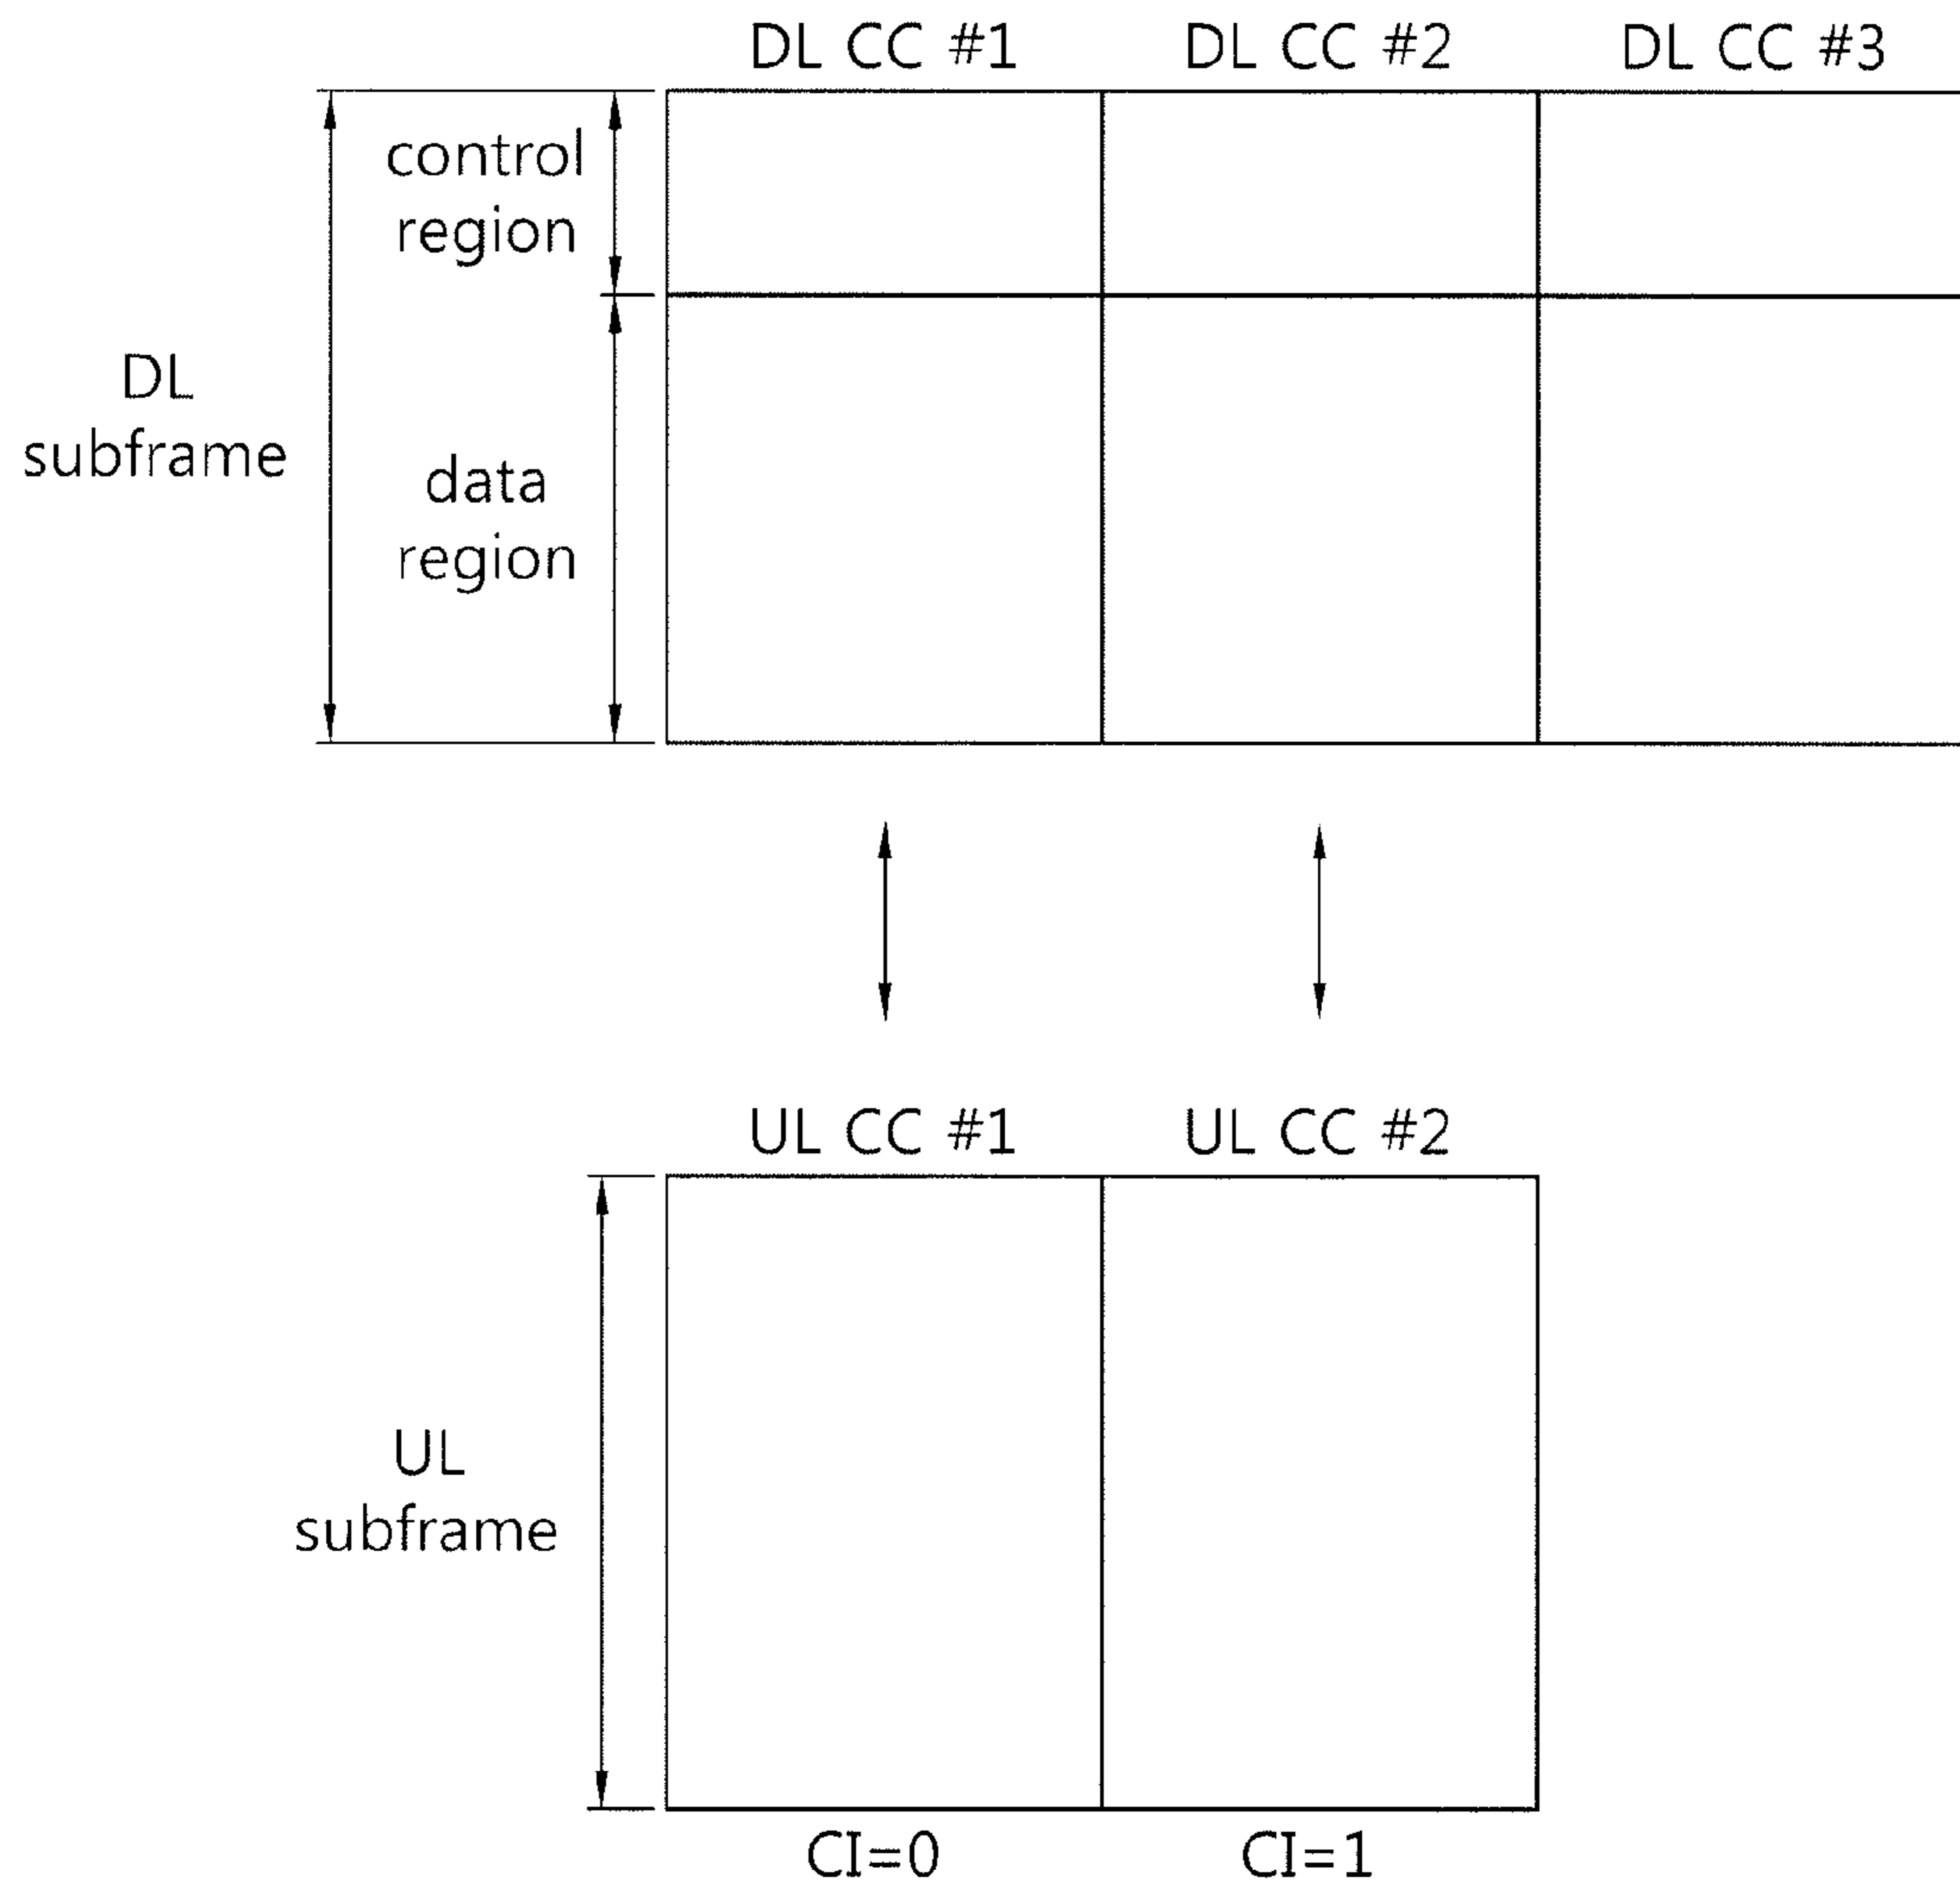 DL CC #1 DL CC #2 DL CC #3
control
region
DL
subframe
data
region
UL CC #1 UL CC #2
UL
subframe
CI=0 CI=1